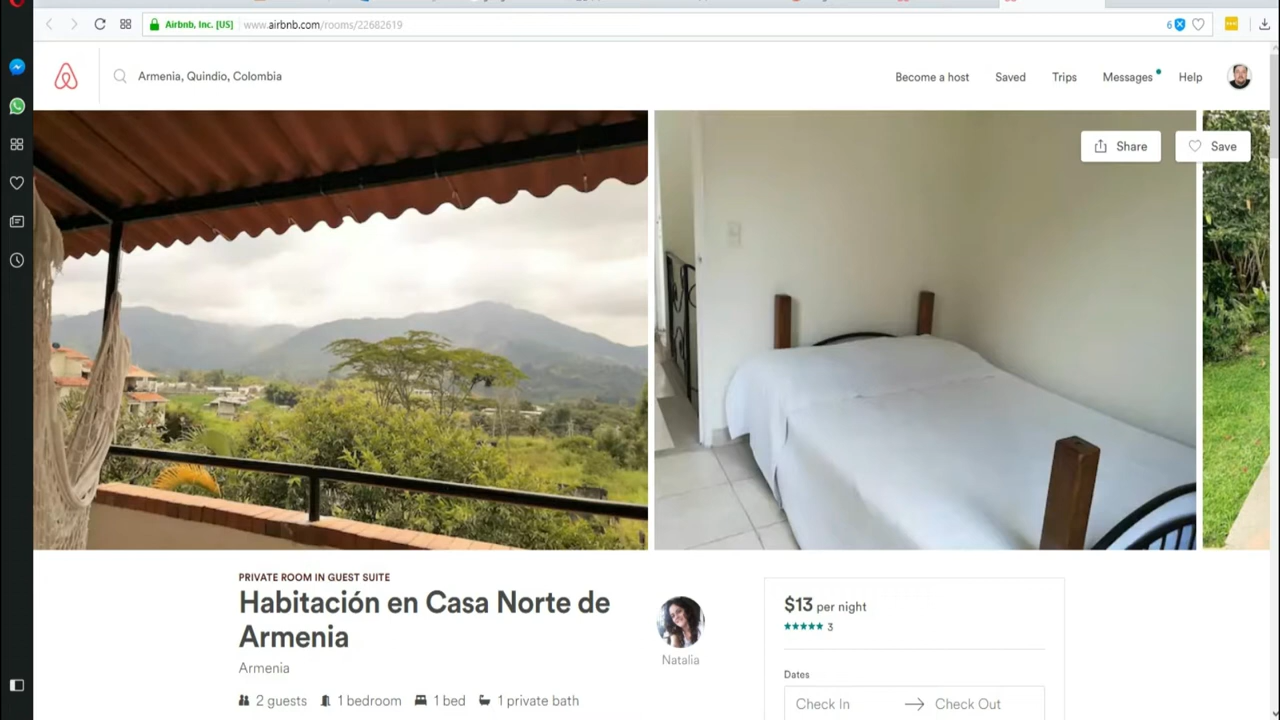 Airbnb, Inc. [US]
www.airbnb.com/rooms/22682619
6
Armenia, Quindio, Colombia
Become a host
Saved
Trips
Messages
Help
Share
Save
PRIVATE ROOM IN GUEST SUITE
Habitación en Casa Norte de
Armenia
Armenia
Natalia
2 guests
1 bedroom
1 bed
1 private bath
$13 per night
3
Dates
Check In
Check Out